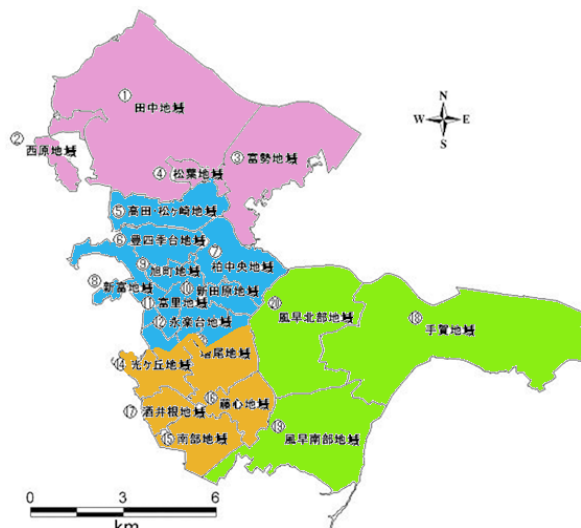 ① 田中地域
N
W E
S
② 西原地域
③ 富勢地域
④ 松葉地域
⑤ 高田・松ヶ崎地域
⑥ 豊四季台地域
⑦ 柏中央地域
⑨ 旭町地域
⑧ 新富地域
⑩ 新田原地域
⑪ 富里地域
⑫ 永楽台地域
⑳ 風早北部地域
⑱ 手賀地域
増尾地域
⑭ 光ケ丘地域
⑯ 藤心地域
⑰ 酒井根地域
⑮ 南部地域
⑲ 風早南部地域
0 3 6
km